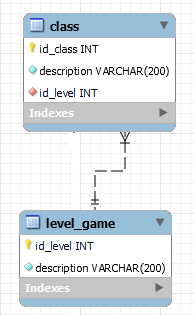 class
id_class INT
description VARCHAR(200)
id_level INT
Indexes
level_game
id_level INT
description VARCHAR(200)
Indexes